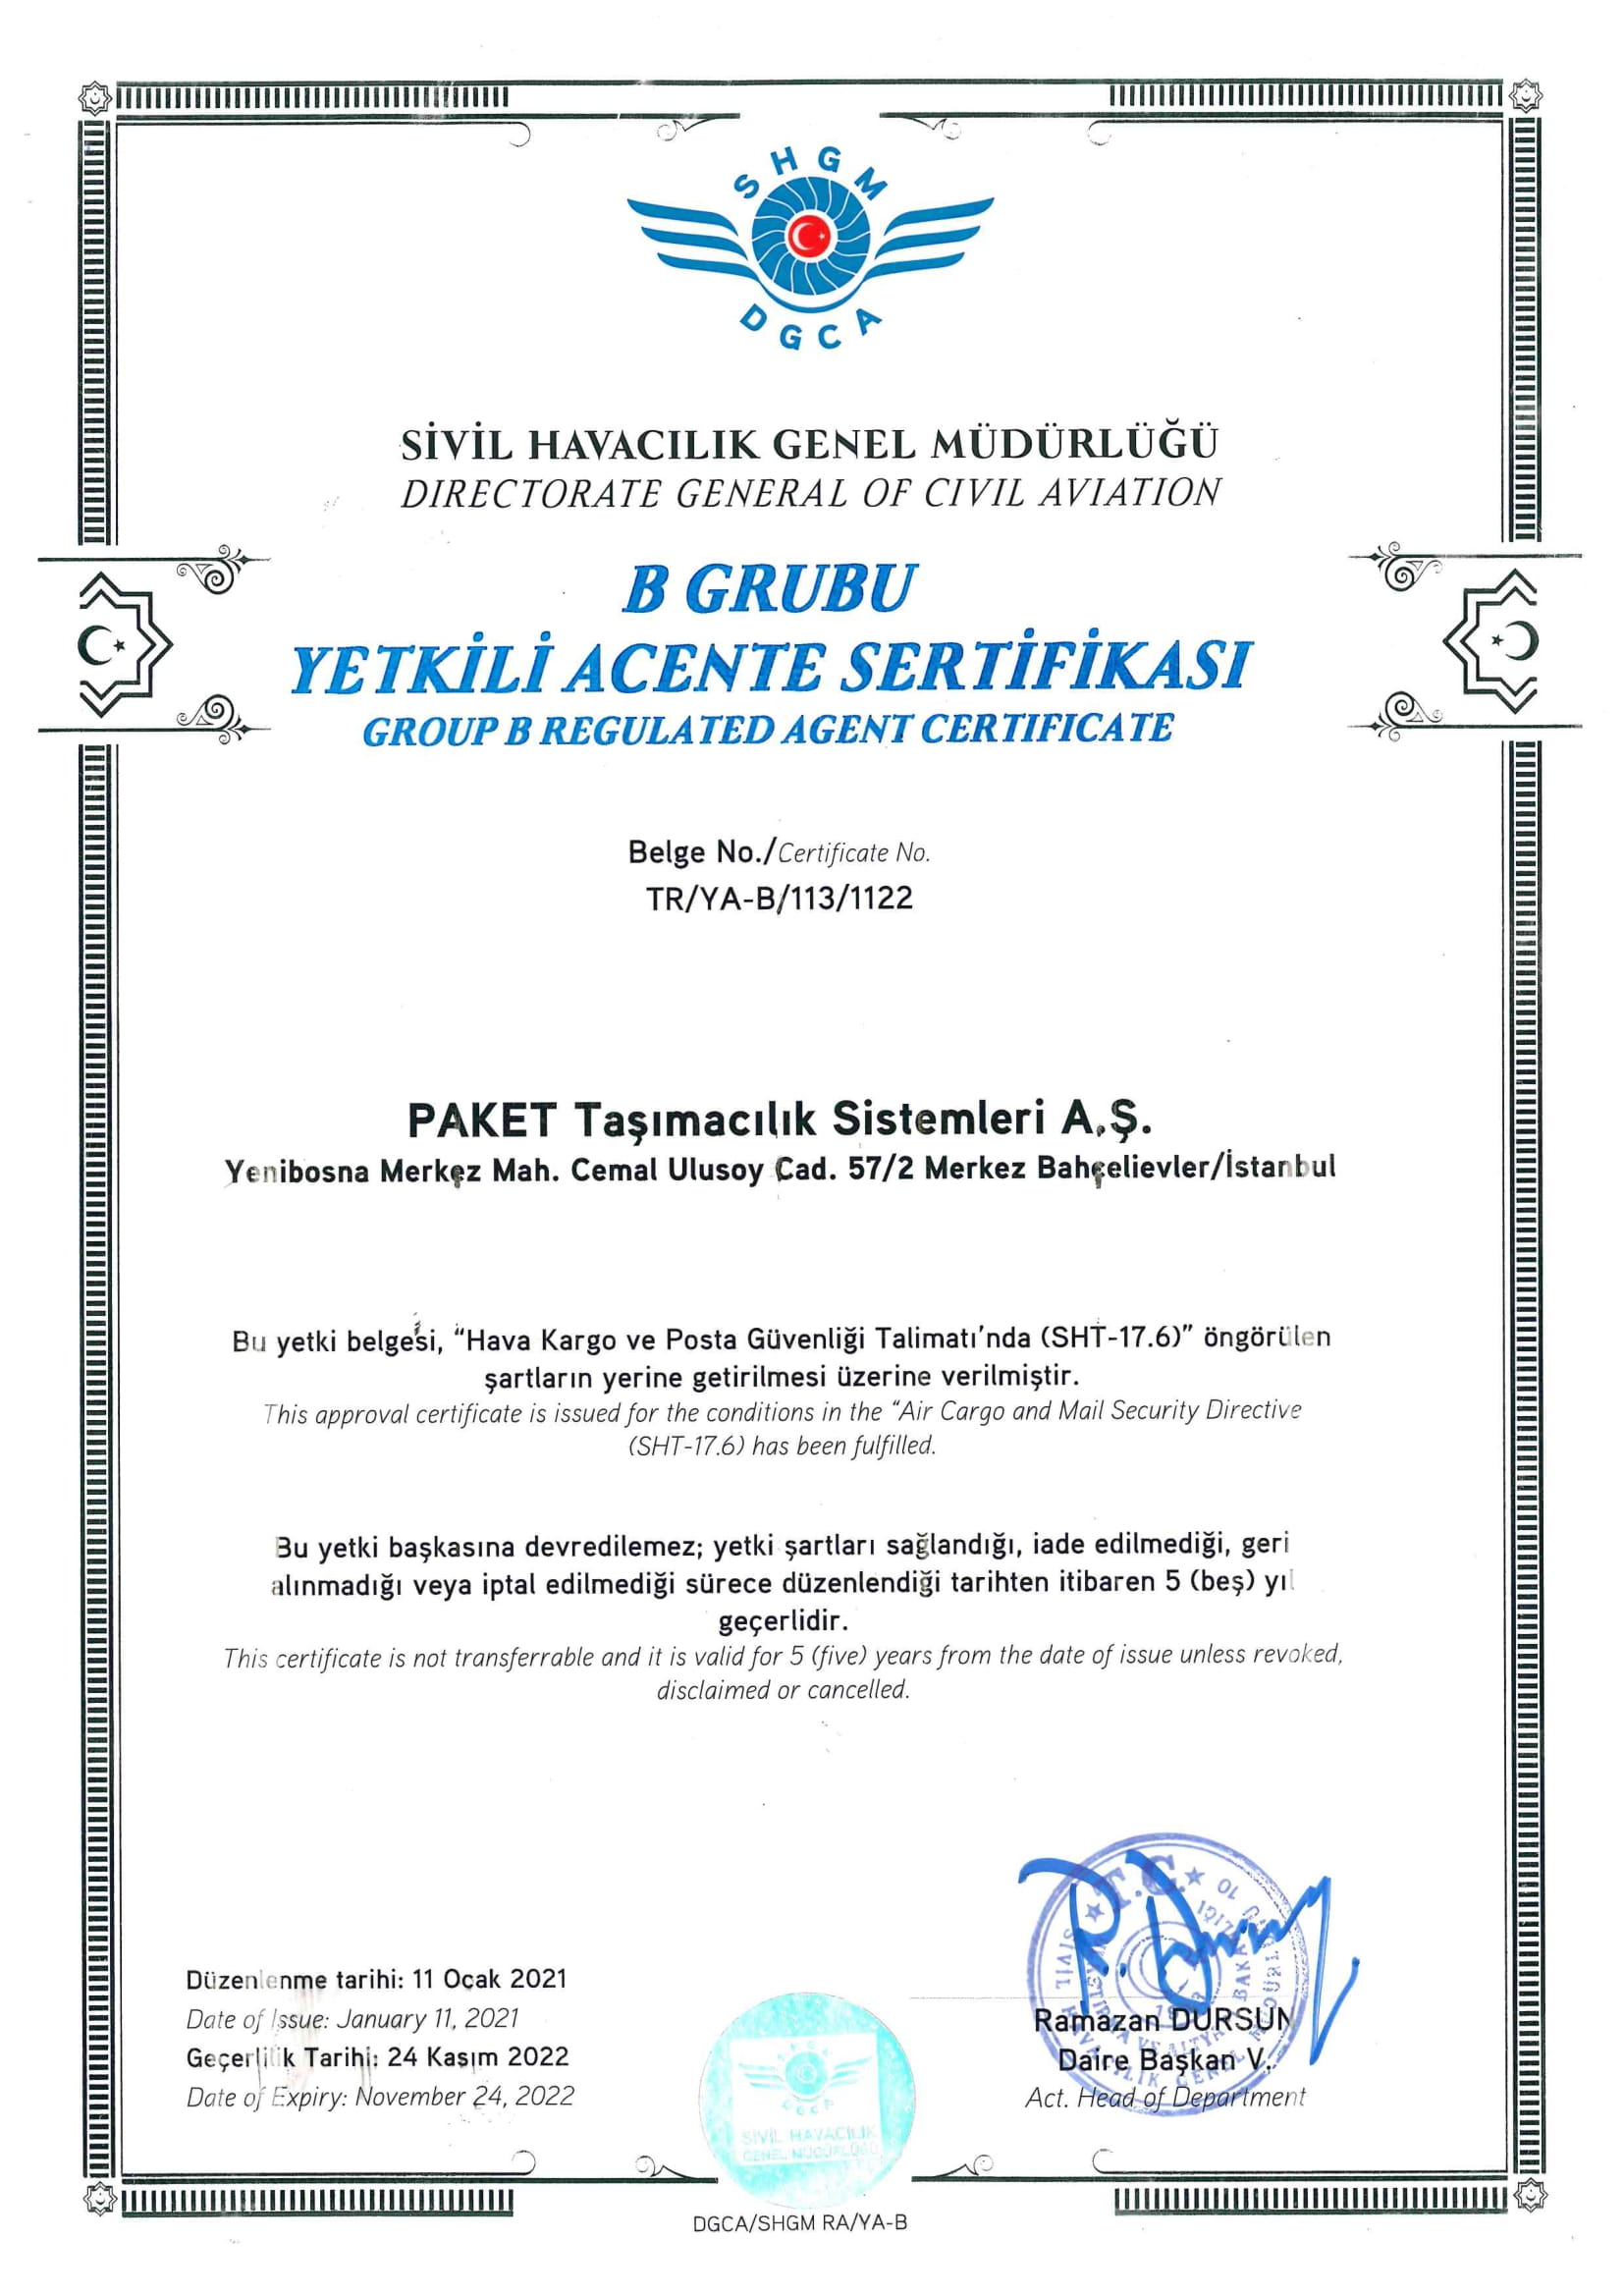 SHGM
DGCA
SİVİL HAVACILIK GENEL MÜDÜRLÜĞÜ
DIRECTORATE GENERAL OF CIVIL AVIATION
B GRUBU
YETKİLİ ACENTE SERTİFİKASI
GROUP B REGULATED AGENT CERTIFICATE
Belge No./Certificate No.
TR/YA-B/113/1122
PAKET Taşımacılık Sistemleri A.Ş.
Yenibosna Merkez Mah. Cemal Ulusoy Cad. 57/2 Merkez Bahçelievler/İstanbul
Bu yetki belgesi, “Hava Kargo ve Posta Güvenliği Talimatı’nda (SHT-17.6)” öngörülen
şartların yerine getirilmesi üzerine verilmiştir.
This approval certificate is issued for the conditions in the “Air Cargo and Mail Security Directive
(SHT-17.6) has been fulfilled.
Bu yetki başkasına devredilemez; yetki şartları sağlandığı, iade edilmediği, geri
alınmadığı veya iptal edilmediği sürece düzenlendiği tarihten itibaren 5 (beş) yıl
geçerlidir.
This certificate is not transferrable and it is valid for 5 (five) years from the date of issue unless revoked,
disclaimed or cancelled.
Düzenlenme tarihi: 11 Ocak 2021
Date of Issue: January 11, 2021
Geçerlilik Tarihi: 24 Kasım 2022
Date of Expiry: November 24, 2022
SİVİL HAVACILIK
GENEL MÜDÜRLÜĞÜ
T.C.
Ramazan DURSUN
Daire Başkan V.
Act. Head of Department
DGCA/SHGM RA/YA-B